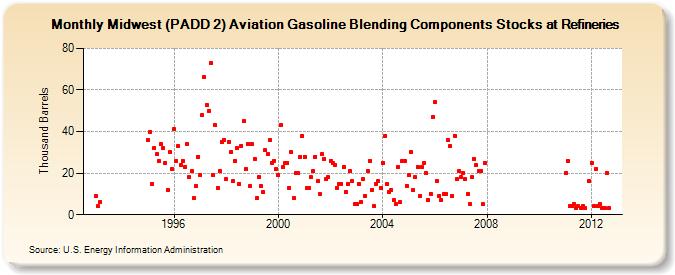 Monthly Midwest (PADD 2) Aviation Gasoline Blending Components Stocks at Refineries
Thousand Barrels
80
60
40
20
0
1996 2000 2004 2008 2012
Source: U.S. Energy Information Administration